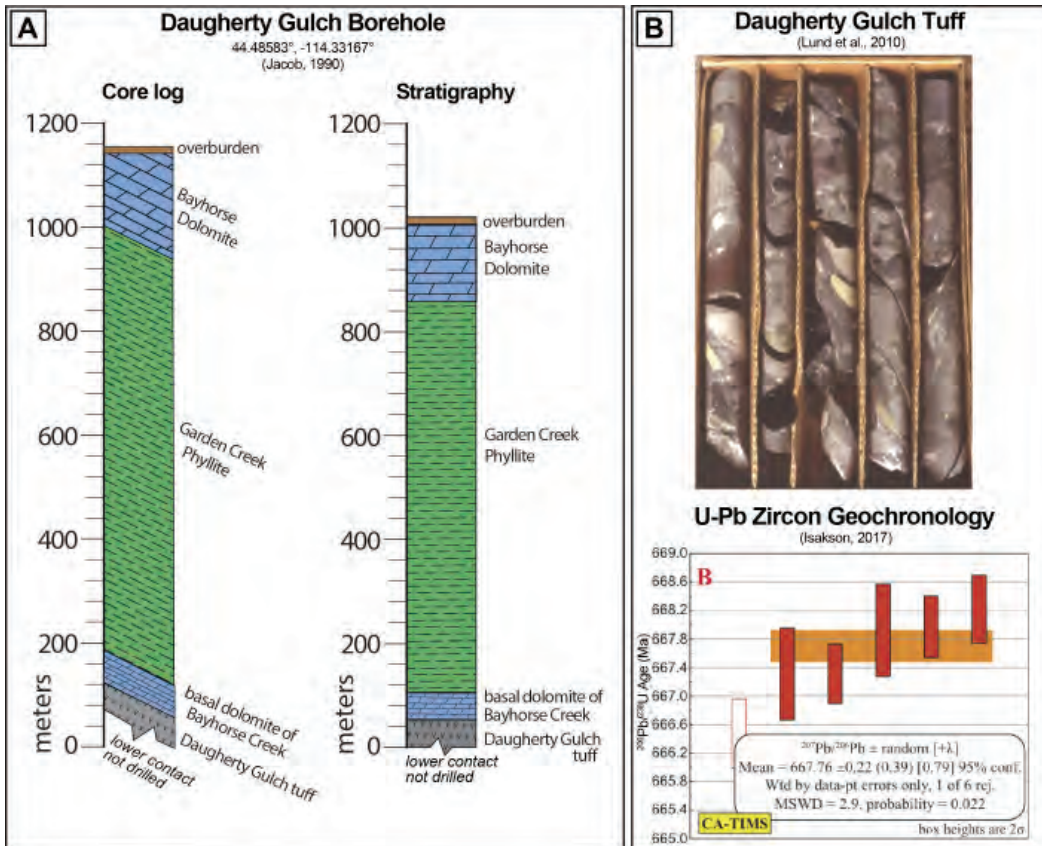 A
Daugherty Gulch Borehole
44.48583°, -114.33167°
(Jacob, 1990)
Core log
Stratigraphy
1200
1000
800
600
400
200
0
meters
overburden
Bayhorse
Dolomite
Garden Creek
Phyllite
basal dolomite of
Bayhorse Creek
Daugherty Gulch tuff
lower contact
not drilled
1200
1000
800
600
400
200
0
meters
overburden
Bayhorse
Dolomite
Garden Creek
Phyllite
basal dolomite of
Bayhorse Creek
Daugherty Gulch
tuff
lower contact
not drilled
B
Daugherty Gulch Tuff
(Lund et al., 2010)
U-Pb Zircon Geochronology
(Isakson, 2017)
B
669.0
668.6
668.2
667.8
667.4
667.0
666.6
666.2
665.8
665.4
665.0
²⁰⁶Pb/²³⁸U Age (Ma)
²⁰⁷Pb/²⁰⁶Pb ± random [+λ]
Mean = 667.76 ±0.22 (0.39) [0.79] 95% conf.
Wtd by data-pt errors only, 1 of 6 rej.
MSWD = 2.9, probability = 0.022
CA-TIMS
box heights are 2σ